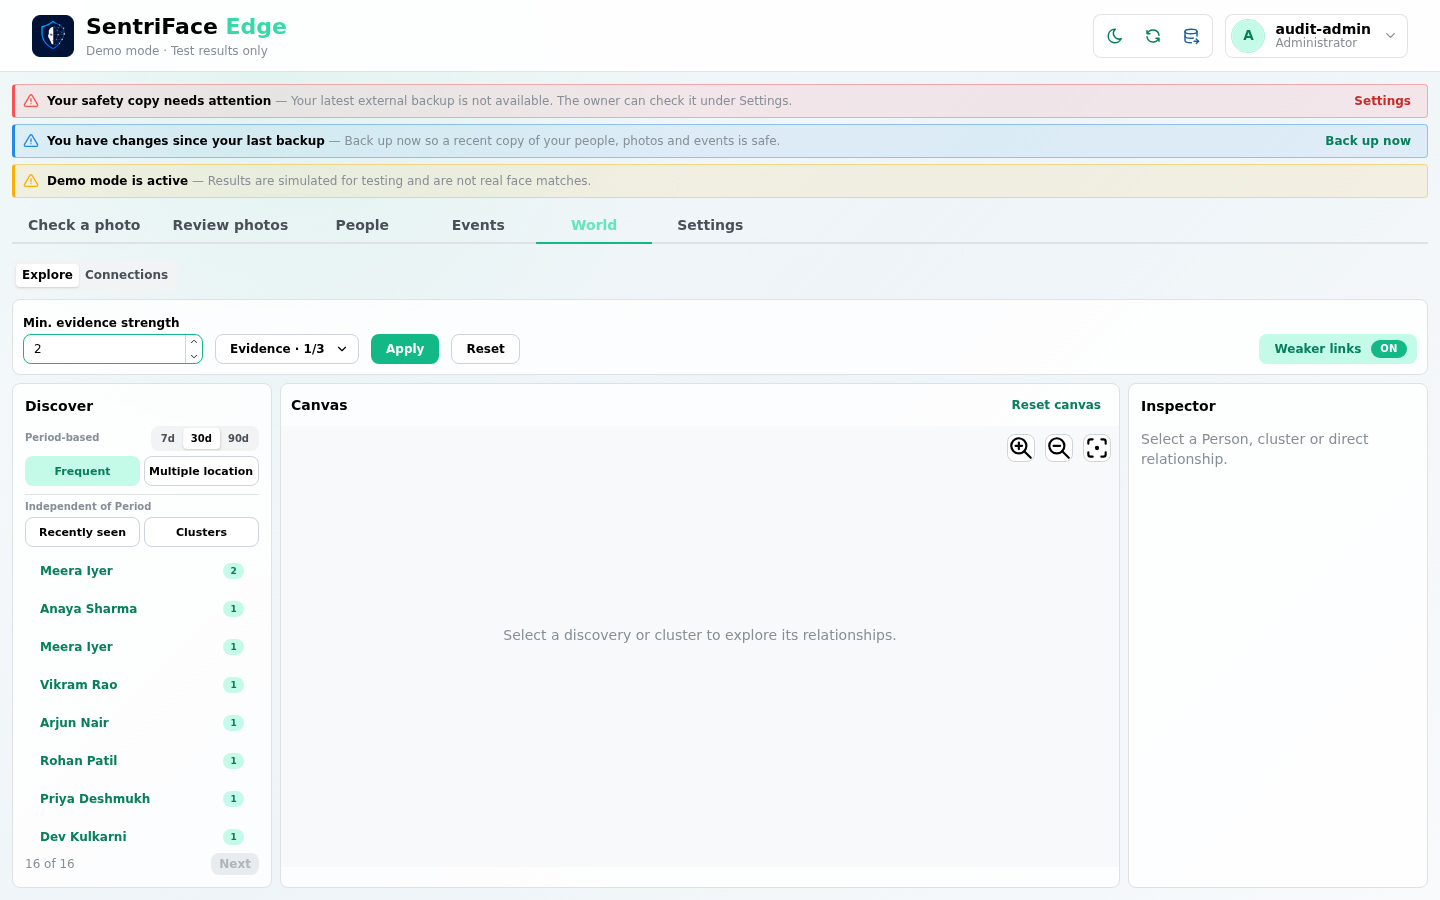 SentriFace Edge
Demo mode · Test results only
A
audit-admin
Administrator
Your safety copy needs attention — Your latest external backup is not available. The owner can check it under Settings.
Settings
You have changes since your last backup — Back up now so a recent copy of your people, photos and events is safe.
Back up now
Demo mode is active — Results are simulated for testing and are not real face matches.
Check a photo
Review photos
People
Events
World
Settings
Explore
Connections
Min. evidence strength
2
Evidence · 1/3
Apply
Reset
Weaker links ON
Discover
Period-based
7d
30d
90d
Frequent
Multiple location
Independent of Period
Recently seen
Clusters
Meera Iyer 2
Anaya Sharma 1
Meera Iyer 1
Vikram Rao 1
Arjun Nair 1
Rohan Patil 1
Priya Deshmukh 1
Dev Kulkarni 1
16 of 16
Next
Canvas
Reset canvas
Select a discovery or cluster to explore its relationships.
Inspector
Select a Person, cluster or direct
relationship.